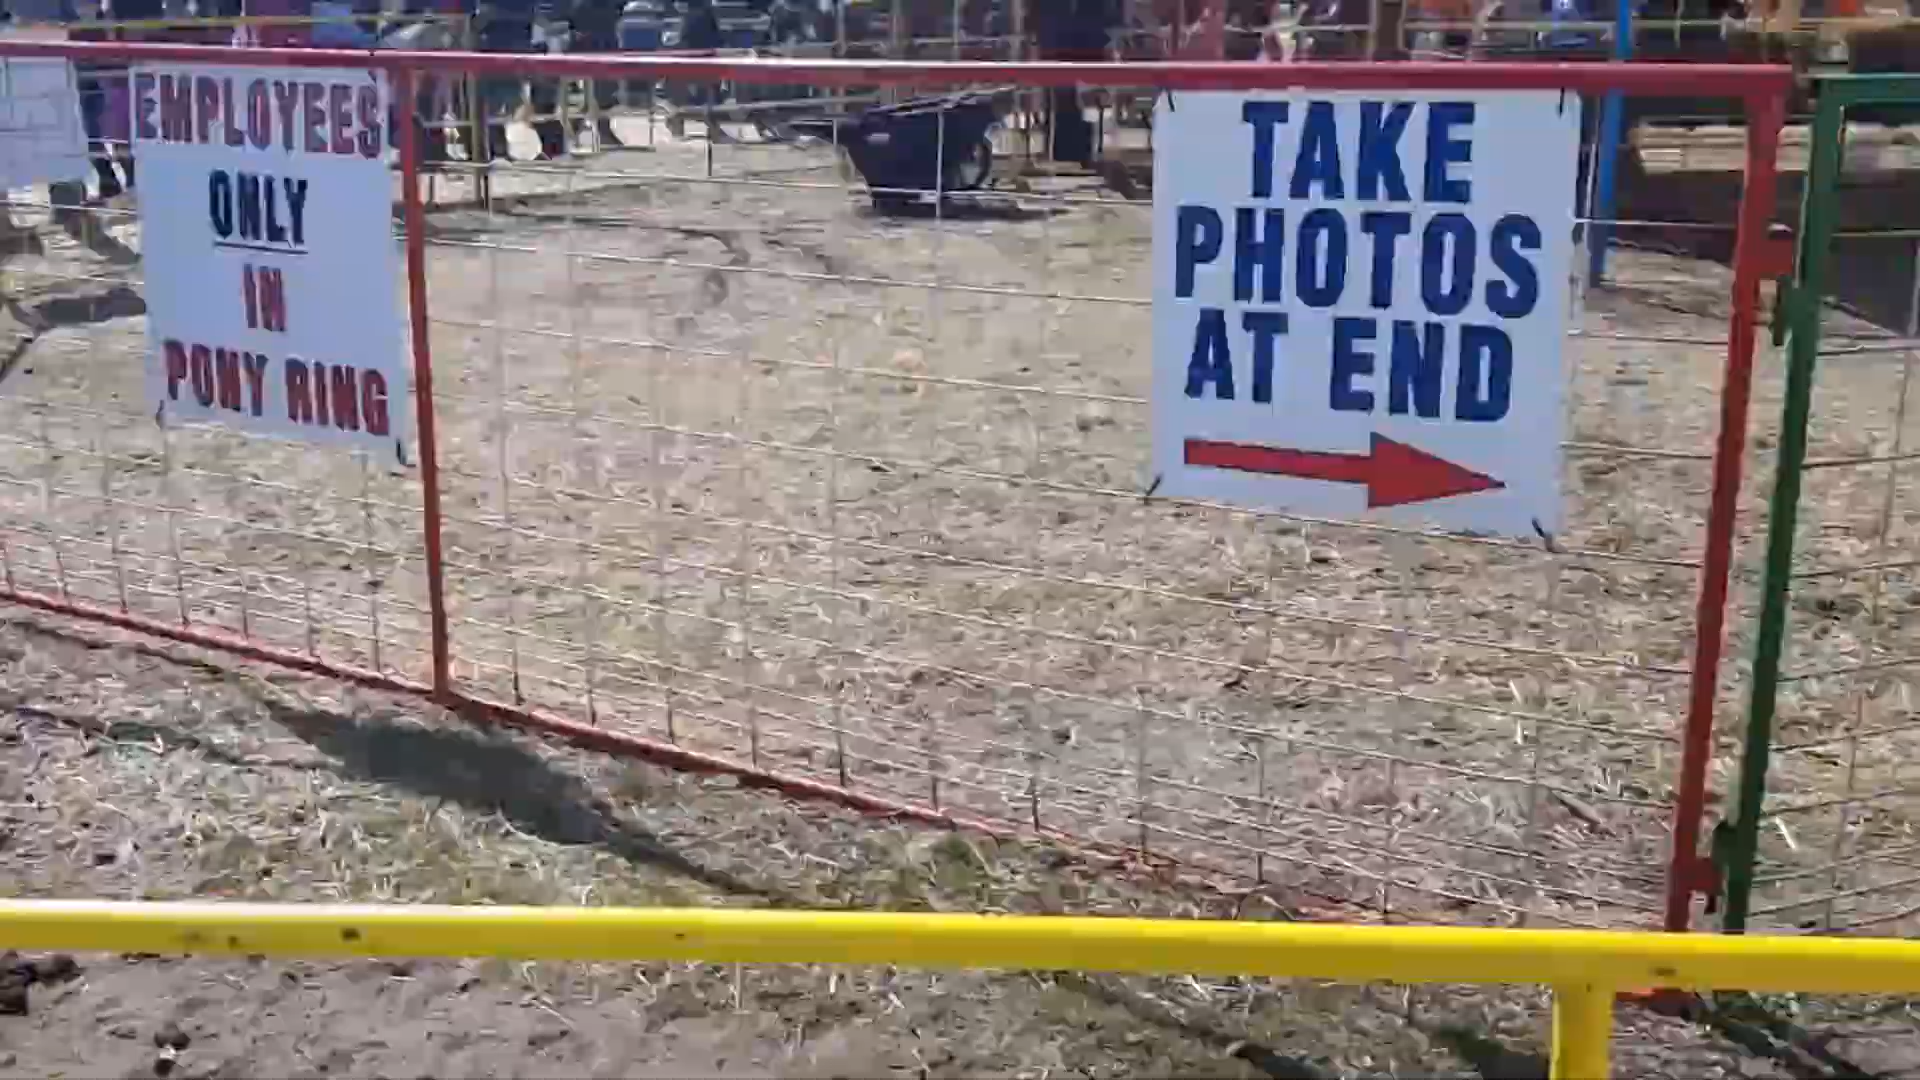 EMPLOYEES
ONLY
IN
PONY RING
TAKE
PHOTOS
AT END